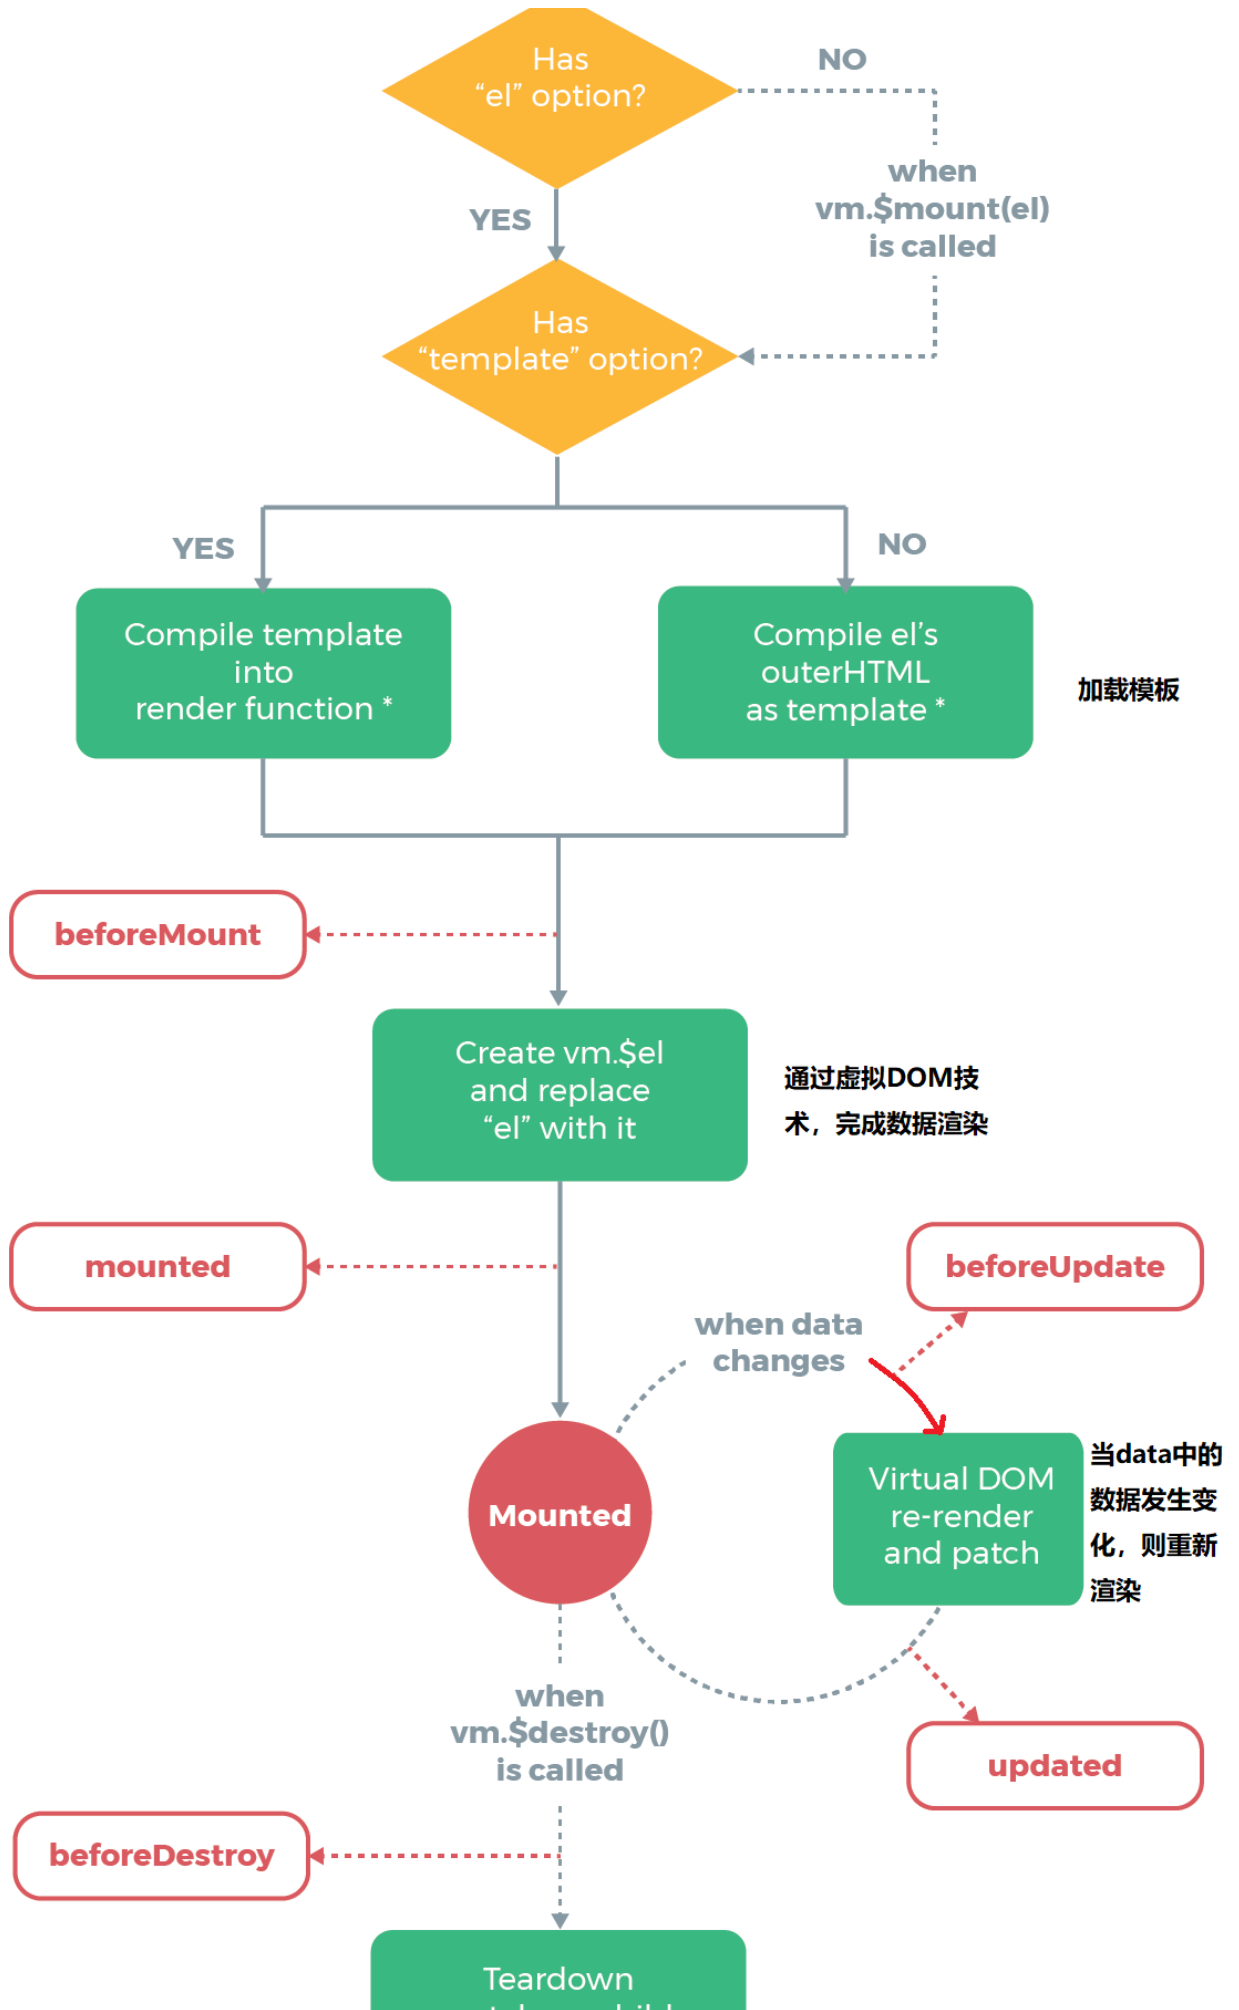 Has
“el” option?
NO
when
vm.$mount(el)
is called
YES
Has
“template” option?
YES
NO
Compile template
into
render function *
Compile el’s
outerHTML
as template *
加载模板
beforeMount
Create vm.$el
and replace
“el” with it
通过虚拟DOM技
术，完成数据渲染
mounted
beforeUpdate
when data
changes
Mounted
Virtual DOM
re-render
and patch
当data中的
数据发生变
化，则重新
渲染
when
vm.$destroy()
is called
updated
beforeDestroy
Teardown